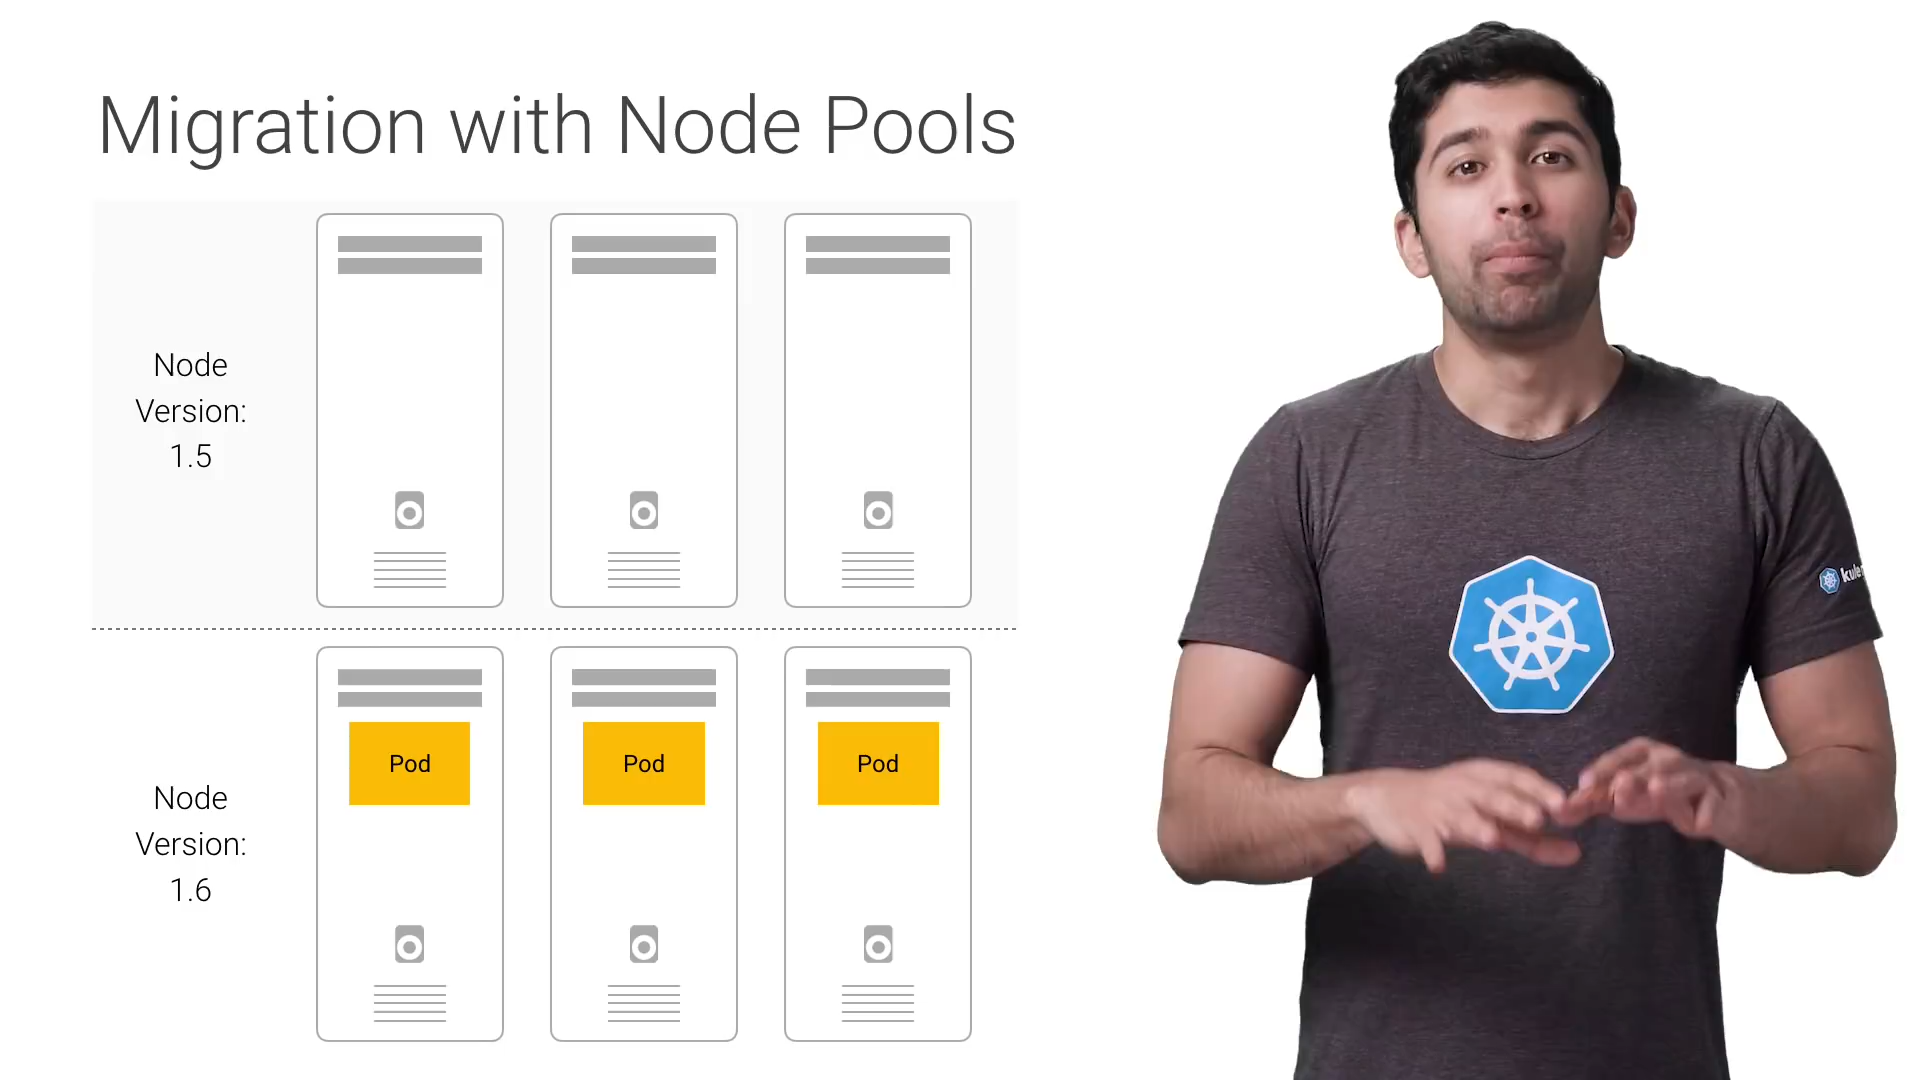 Migration with Node Pools
Node
Version:
1.5
Node
Version:
1.6
Pod
Pod
Pod